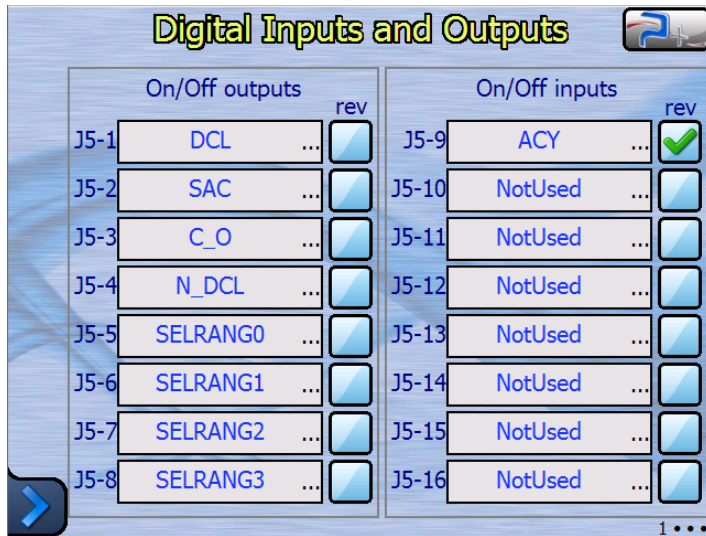 Digital Inputs and Outputs
On/Off outputs
rev
J5-1 DCL ...
J5-2 SAC ...
J5-3 C_O ...
J5-4 N_DCL ...
J5-5 SELRANG0 ...
J5-6 SELRANG1 ...
J5-7 SELRANG2 ...
J5-8 SELRANG3 ...
On/Off inputs
rev
J5-9 ACY ...
J5-10 NotUsed ...
J5-11 NotUsed ...
J5-12 NotUsed ...
J5-13 NotUsed ...
J5-14 NotUsed ...
J5-15 NotUsed ...
J5-16 NotUsed ...
1 • • •